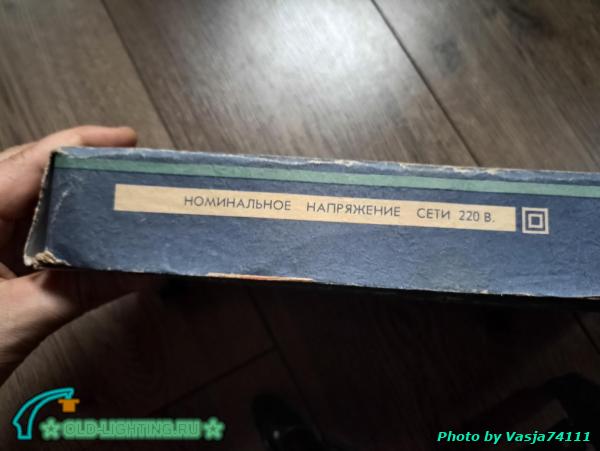 НОМИНАЛЬНОЕ НАПРЯЖЕНИЕ СЕТИ 220 В.
OLD-LIGHTING.RU
Photo by Vasja74111